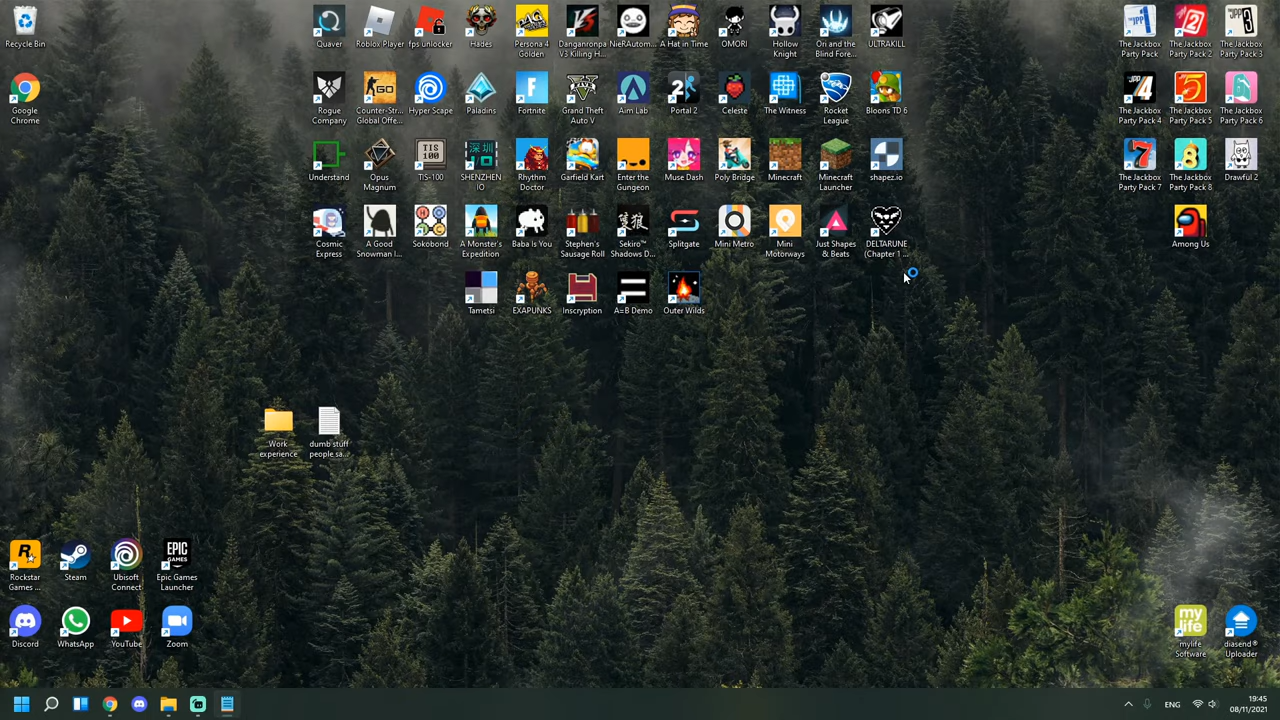 Recycle Bin
Quaver
Roblox Player
fps unlocker
Hades
Persona 4
Golden
Danganronpa
V3 Killing H...
NieRAutom...
A Hat in Time
OMORI
Hollow
Knight
Ori and the
Blind Fore...
ULTRAKILL
The Jackbox
Party Pack
The Jackbox
Party Pack 2
The Jackbox
Party Pack 3
Google
Chrome
Rogue
Company
Counter-Str...
Global Offe...
Hyper Scape
Paladins
Fortnite
Grand Theft
Auto V
Aim Lab
Portal 2
Celeste
The Witness
Rocket
League
Bloons TD 6
The Jackbox
Party Pack 4
The Jackbox
Party Pack 5
The Jackbox
Party Pack 6
Understand
Opus
Magnum
TIS-100
SHENZHEN
IO
Rhythm
Doctor
Garfield Kart
Enter the
Gungeon
Muse Dash
Poly Bridge
Minecraft
Minecraft
Launcher
shapez.io
The Jackbox
Party Pack 7
The Jackbox
Party Pack 8
Drawful 2
Cosmic
Express
A Good
Snowman I...
Sokobond
A Monster's
Expedition
Baba Is You
Stephen's
Sausage Roll
Sekiro™
Shadows D...
Splitgate
Mini Metro
Mini
Motorways
Just Shapes
& Beats
DELTARUNE
(Chapter 1 ...
Among Us
Tametsi
EXAPUNKS
Inscryption
A=B Demo
Outer Wilds
Work
experience
dumb stuff
people sa...
Rockstar
Games ...
Steam
Ubisoft
Connect
Epic Games
Launcher
Discord
WhatsApp
YouTube
Zoom
mylife
Software
diasend®
Uploader
ENG
19:45
08/11/2021